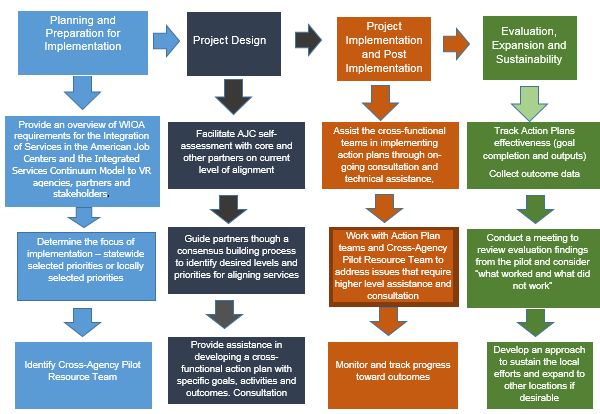 Planning and
Preparation for
Implementation
Project Design
Project
Implementation
and Post
Implementation
Evaluation,
Expansion and
Sustainability
Provide an overview of WIOA
requirements for the Integration
of Services in the American Job
Centers and the Integrated
Services Continuum Model to VR
agencies, partners and
stakeholders.
Facilitate AJC self-
assessment with core and
other partners on current
level of alignment
Assist the cross-functional
teams in implementing
action plans through on-
going consultation and
technical assistance,
Track Action Plans
effectiveness (goal
completion and outputs)
Collect outcome data
Determine the focus of
implementation – statewide
selected priorities or locally
selected priorities
Guide partners though a
consensus building process
to identify desired levels and
priorities for aligning services
Work with Action Plan
teams and Cross-Agency
Pilot Resource Team to
address issues that require
higher level assistance and
consultation
Conduct a meeting to
review evaluation findings
from the pilot and consider
“what worked and what did
not work”
Identify Cross-Agency Pilot
Resource Team
Provide assistance in
developing a cross-
functional action plan with
specific goals, activities and
outcomes. Consultation
Monitor and track progress
toward outcomes
Develop an approach to
to sustain the local
efforts and expand to
other locations if
desirable